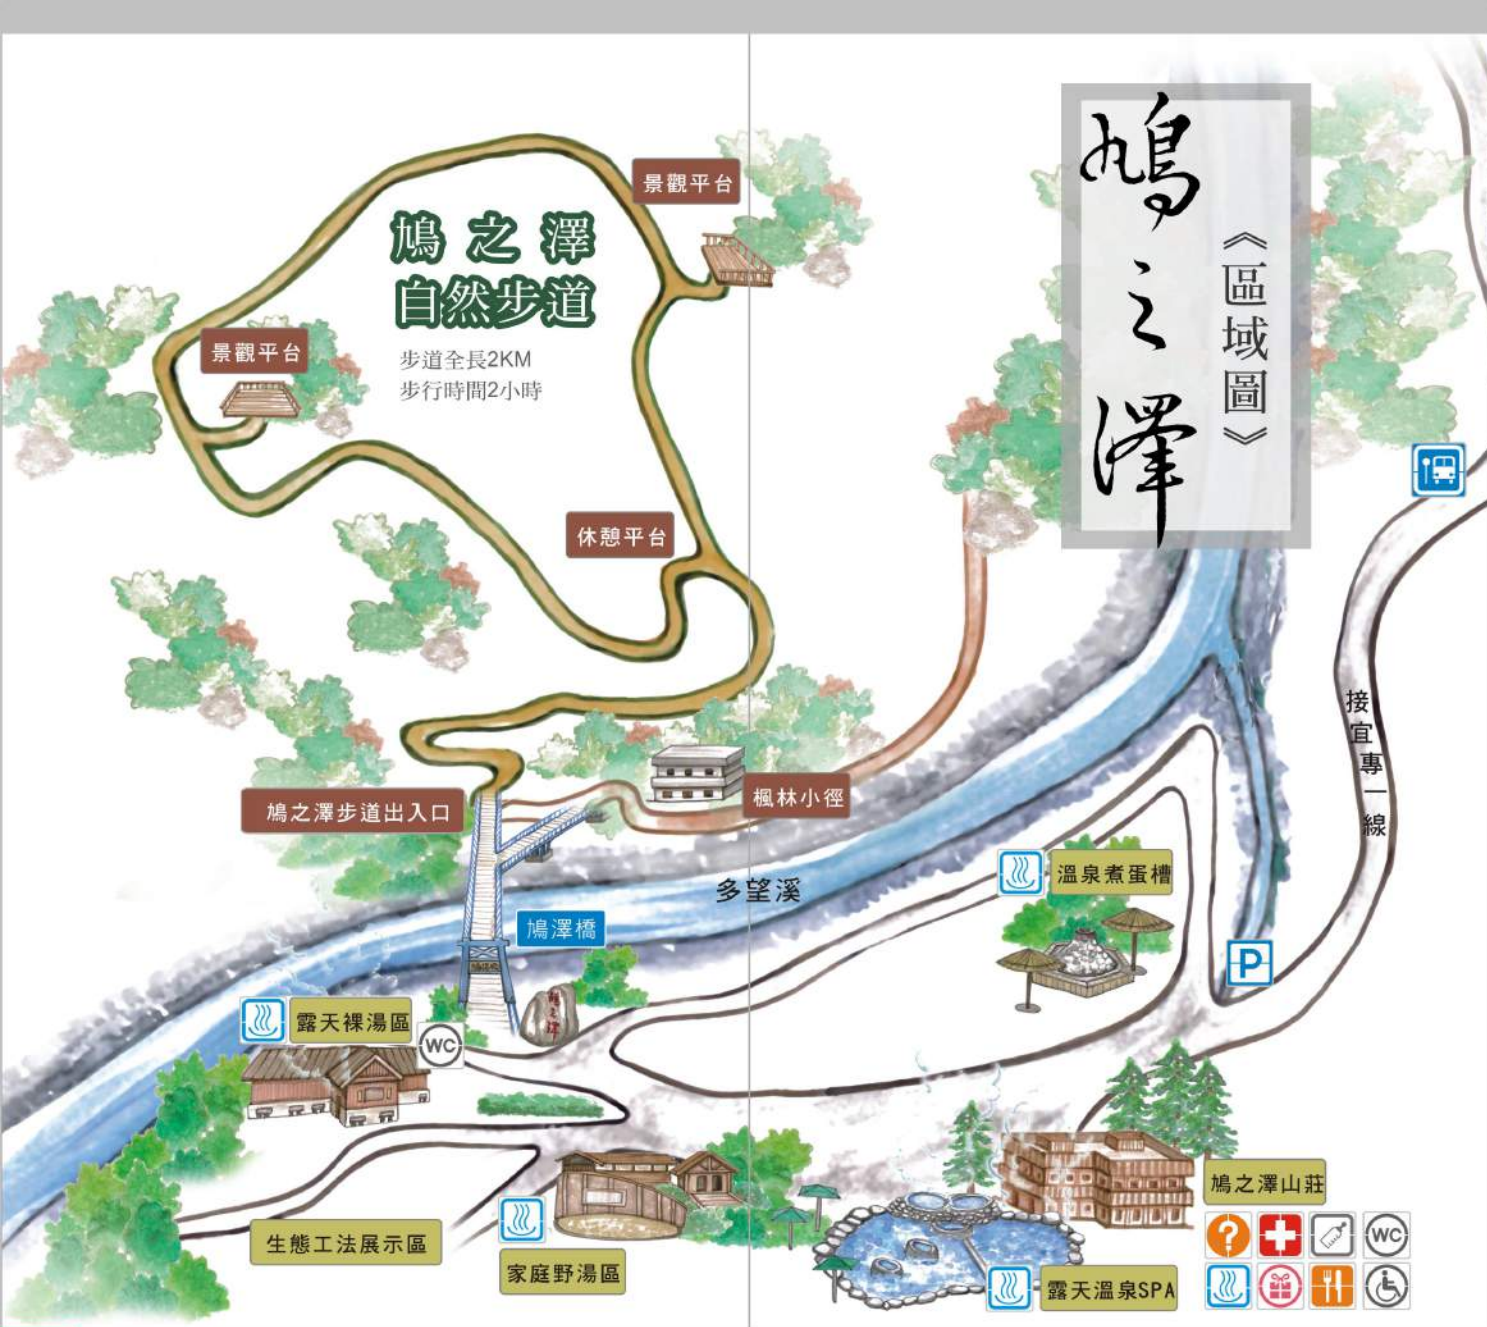 鳩之澤
《區域圖》
景觀平台
鳩之澤
自然步道
步道全長2KM
步行時間2小時
景觀平台
休憩平台
接宜專一線
鳩之澤步道出入口
楓林小徑
多望溪
溫泉煮蛋槽
鳩澤橋
P
露天裸湯區
WC
鳩之澤
生態工法展示區
家庭野湯區
鳩之澤山莊
?
WC
露天溫泉SPA